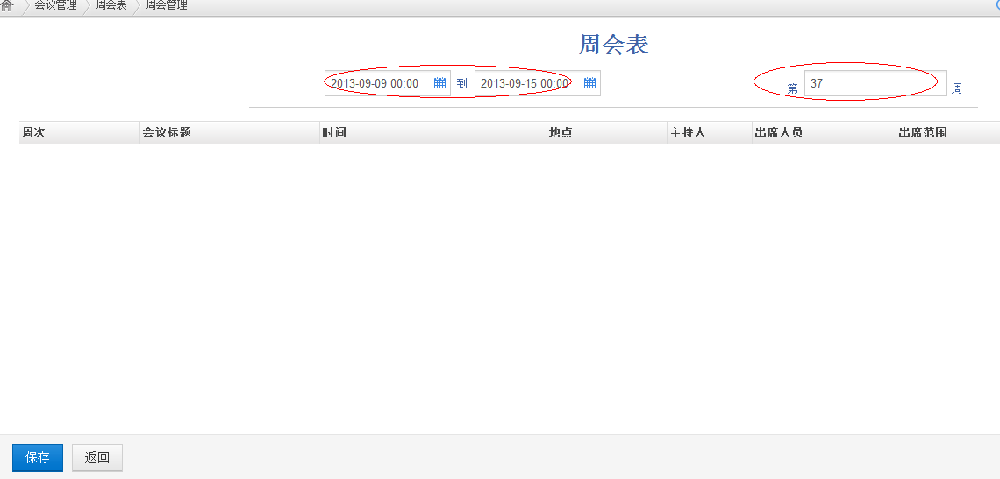 会议管理 周会表 周会管理
周会表
2013-09-09 00:00 到 2013-09-15 00:00 第 37 周
周次 会议标题 时间 地点 主持人 出席人员 出席范围
保存 返回